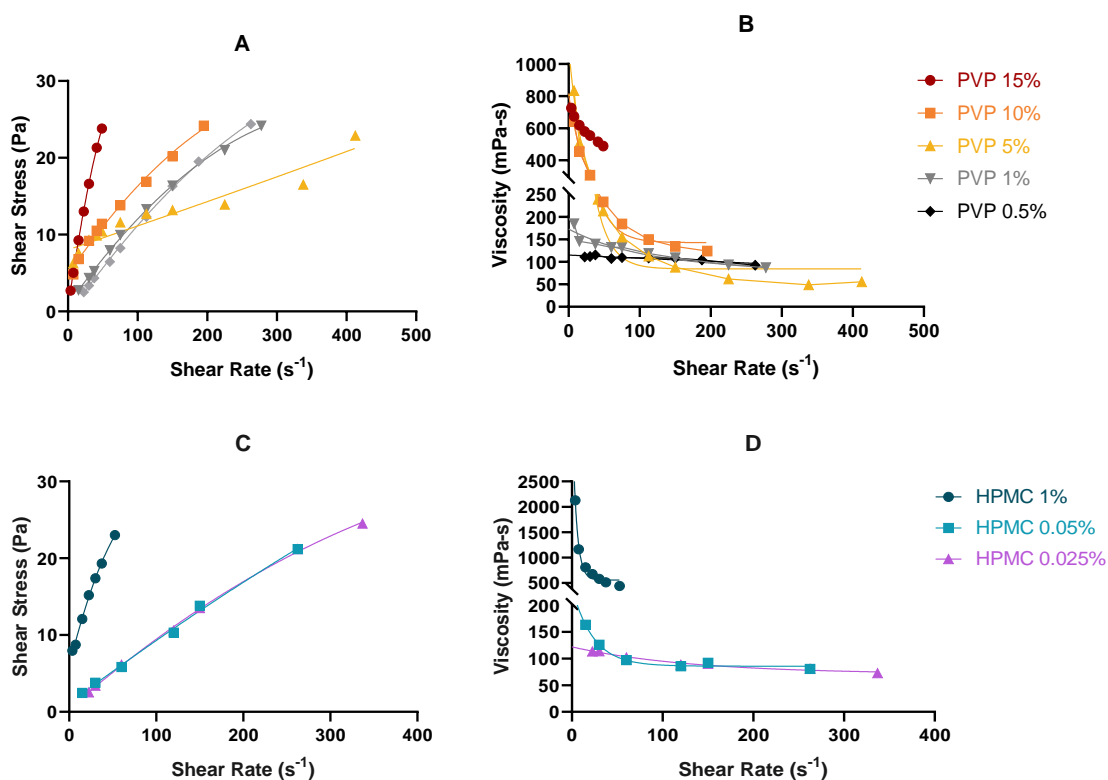 A
Shear Stress (Pa)
30
20
10
0
0 100 200 300 400 500
Shear Rate (s-1)
B
Viscosity (mPa-s)
1000
800
600
400
250
200
150
100
50
0
0 100 200 300 400 500
Shear Rate (s-1)
PVP 15%
PVP 10%
PVP 5%
PVP 1%
PVP 0.5%
C
Shear Stress (Pa)
30
20
10
0
0 100 200 300 400
Shear Rate (s-1)
D
Viscosity (mPa-s)
2500
2000
1500
1000
500
200
150
100
50
0
0 100 200 300 400
Shear Rate (s-1)
HPMC 1%
HPMC 0.05%
HPMC 0.025%